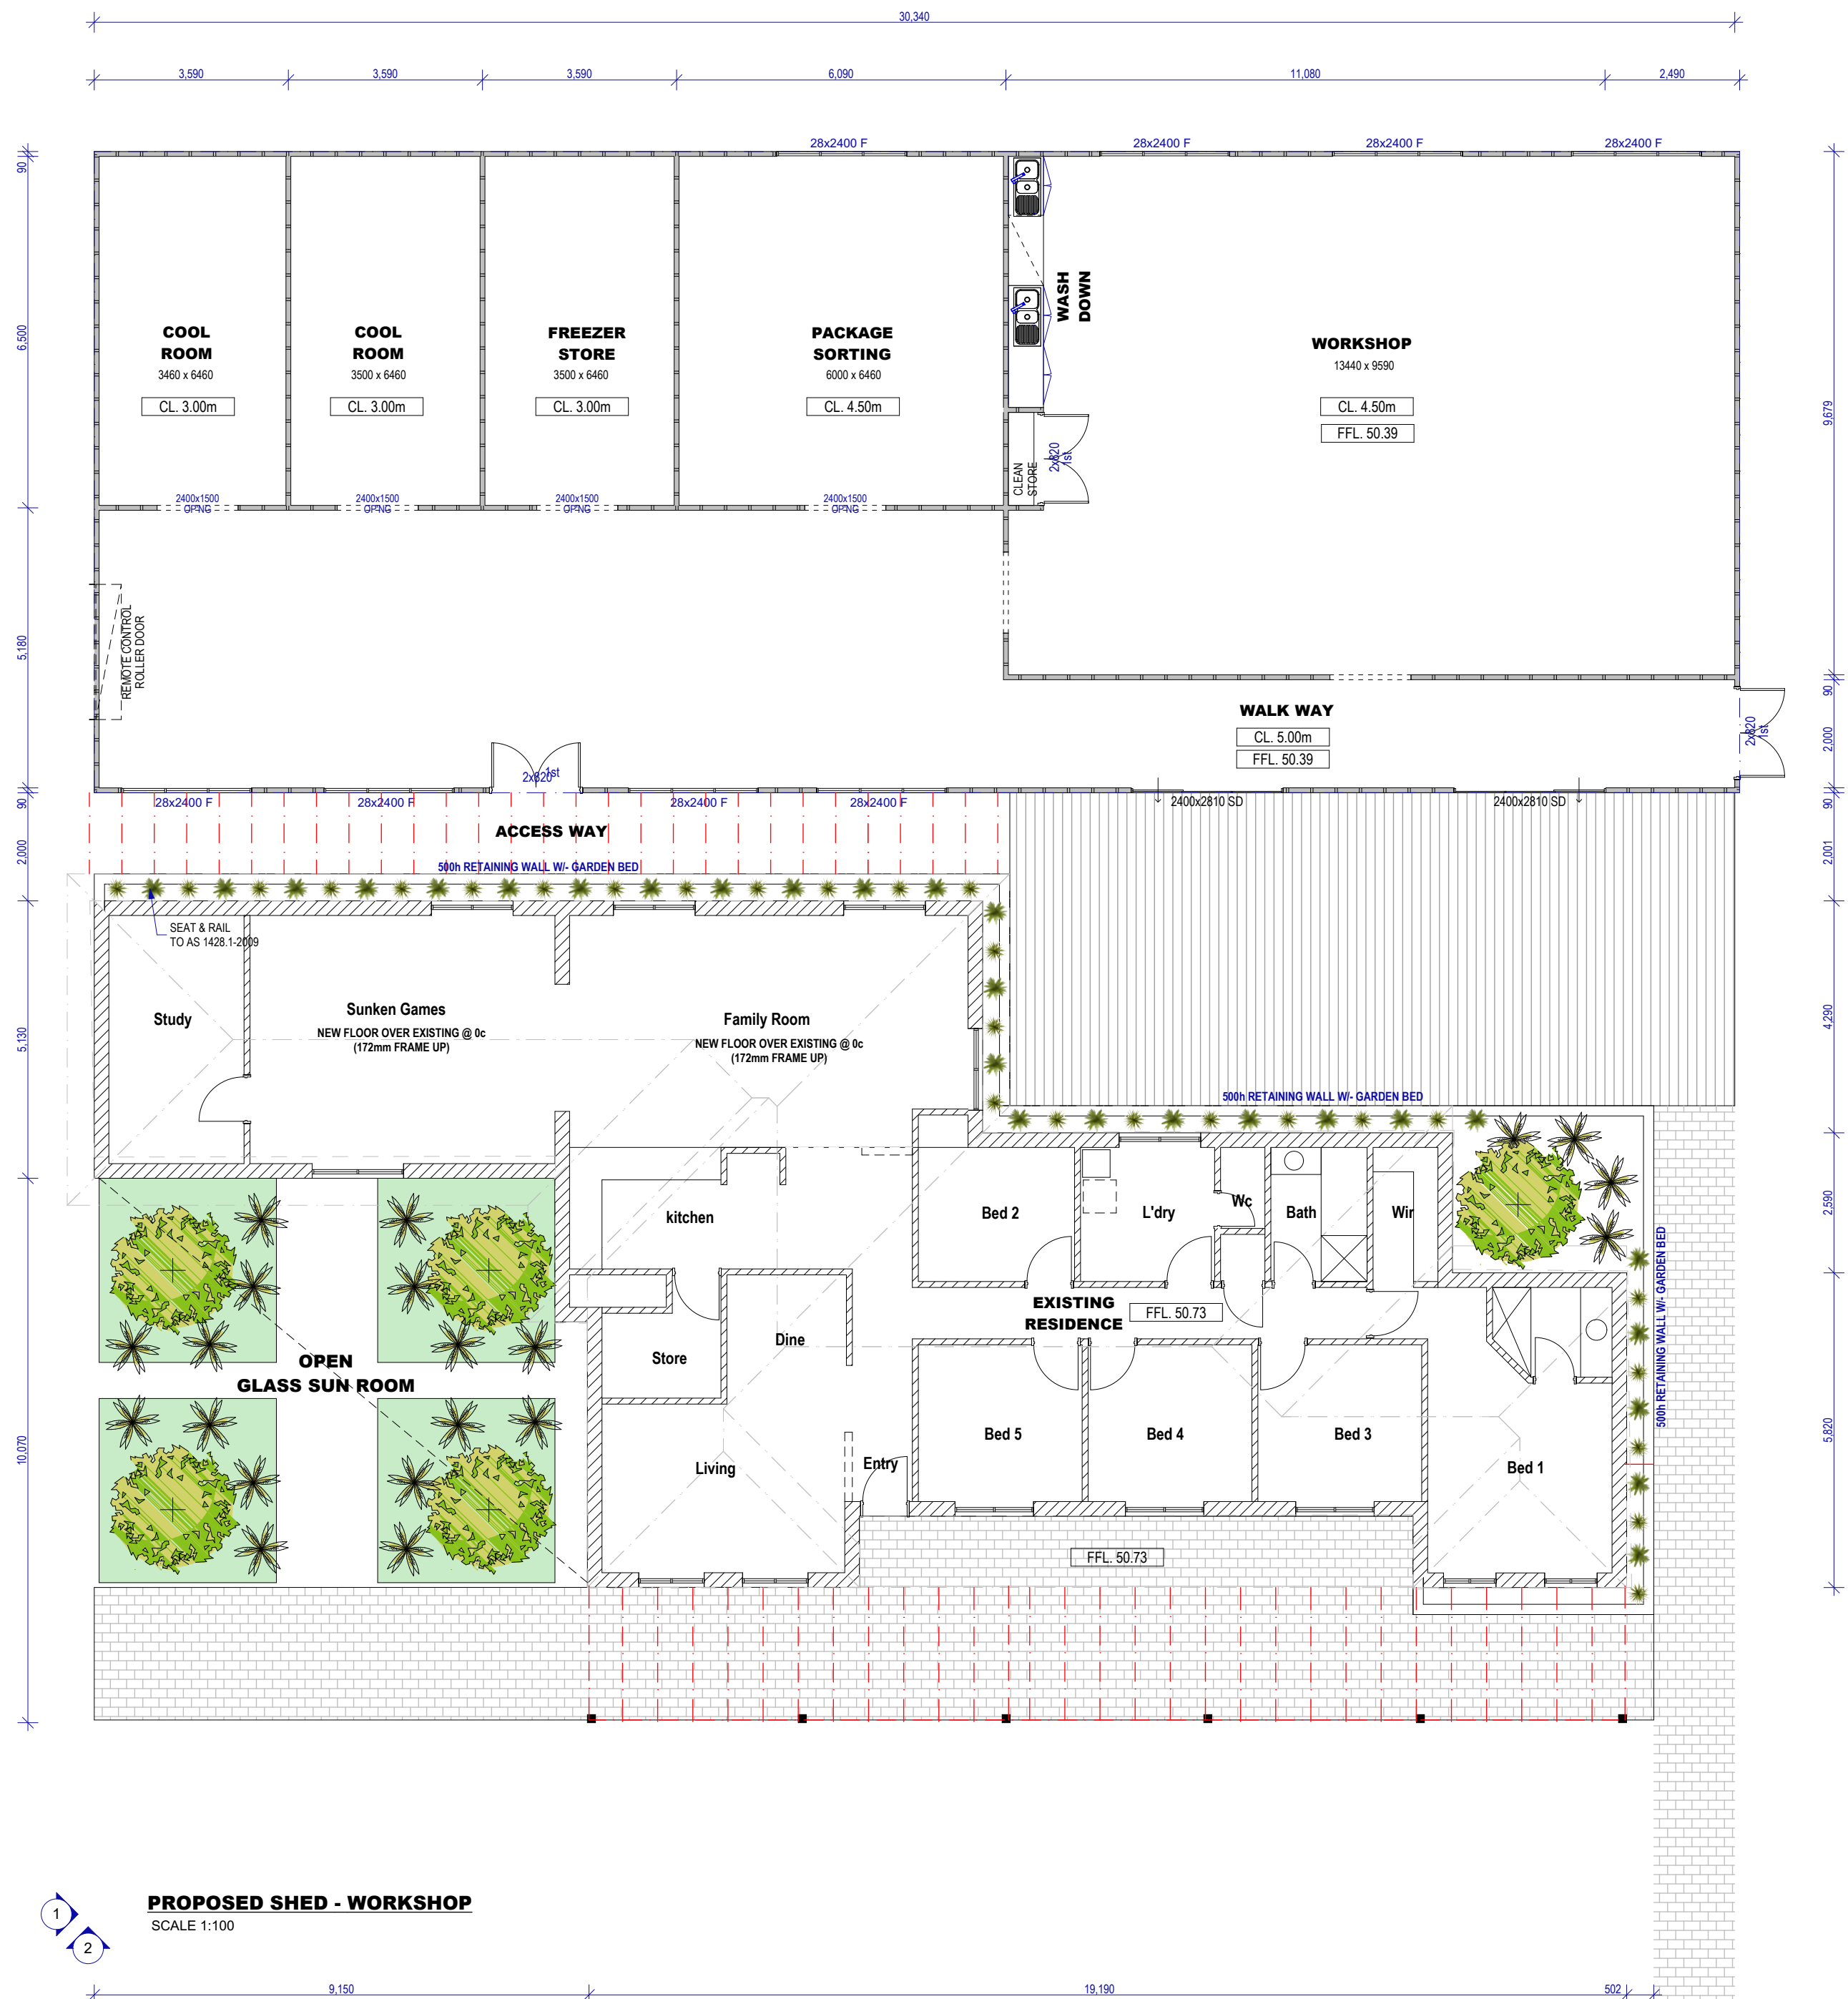 30,340
3,590
3,590
3,590
6,090
11,080
2,490
28x2400 F
28x2400 F
28x2400 F
28x2400 F
90
6,500
5,180
90
2,000
5,130
10,070
9,679
90
2,000
90
2,001
4,290
2,590
5,820
COOL
ROOM
3460 x 6460
CL. 3.00m
COOL
ROOM
3500 x 6460
CL. 3.00m
FREEZER
STORE
3500 x 6460
CL. 3.00m
PACKAGE
SORTING
6000 x 6460
CL. 4.50m
WASH
DOWN
WORKSHOP
13440 x 9590
CL. 4.50m
FFL. 50.39
CLEAN
STORE
2x820
1st
2400x1500
OP'NG
2400x1500
OP'NG
2400x1500
OP'NG
2400x1500
OP'NG
REMOTE CONTROL
ROLLER DOOR
WALK WAY
CL. 5.00m
FFL. 50.39
2x820
1st
2x820
1st
28x2400 F
28x2400 F
28x2400 F
28x2400 F
2400x2810 SD
2400x2810 SD
ACCESS WAY
500h RETAINING WALL W/- GARDEN BED
SEAT & RAIL
TO AS 1428.1-2009
Study
Sunken Games
NEW FLOOR OVER EXISTING @ 0c
(172mm FRAME UP)
Family Room
NEW FLOOR OVER EXISTING @ 0c
(172mm FRAME UP)
500h RETAINING WALL W/- GARDEN BED
kitchen
Bed 2
L'dry
Wc
Bath
Wir
500h RETAINING WALL W/- GARDEN BED
EXISTING
RESIDENCE
FFL. 50.73
Dine
Store
OPEN
GLASS SUN ROOM
Living
Entry
Bed 5
Bed 4
Bed 3
Bed 1
FFL. 50.73
1
2
PROPOSED SHED - WORKSHOP
SCALE 1:100
9,150
19,190
502